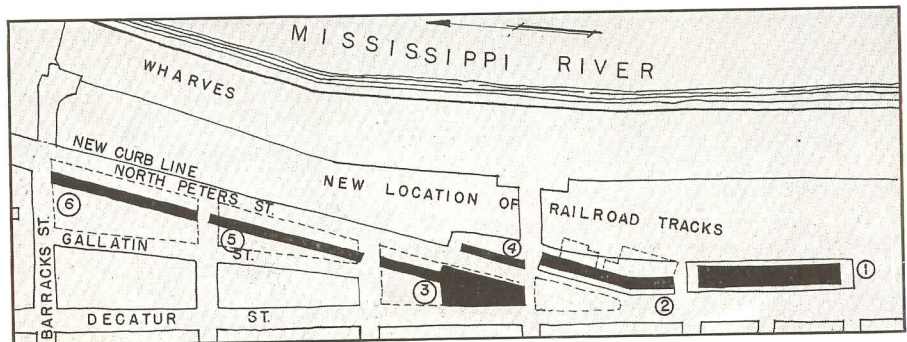 MISSISSIPPI RIVER
WHARVES
NEW CURB LINE
NORTH PETERS ST.
NEW LOCATION OF RAILROAD TRACKS
6
5
4
3
2
1
GALLATIN ST.
BARRACKS ST.
DECATUR ST.